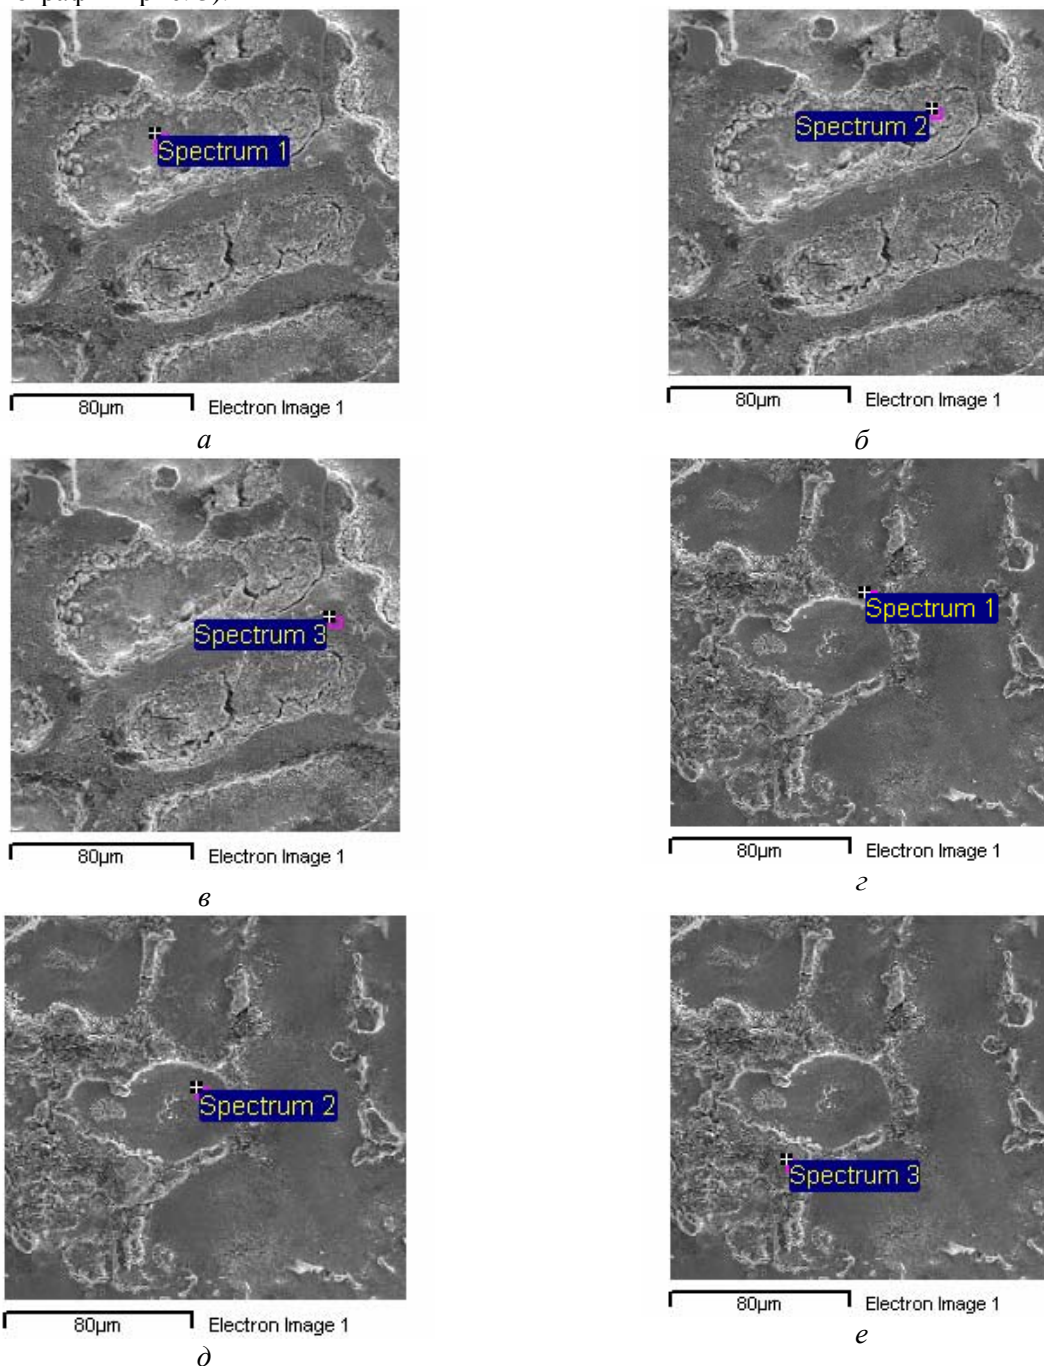 Spectrum 1
Spectrum 2
80µm Electron Image 1
80µm Electron Image 1
а
б
Spectrum 3
Spectrum 1
80µm Electron Image 1
80µm Electron Image 1
в
г
Spectrum 2
Spectrum 3
80µm Electron Image 1
80µm Electron Image 1
д
е